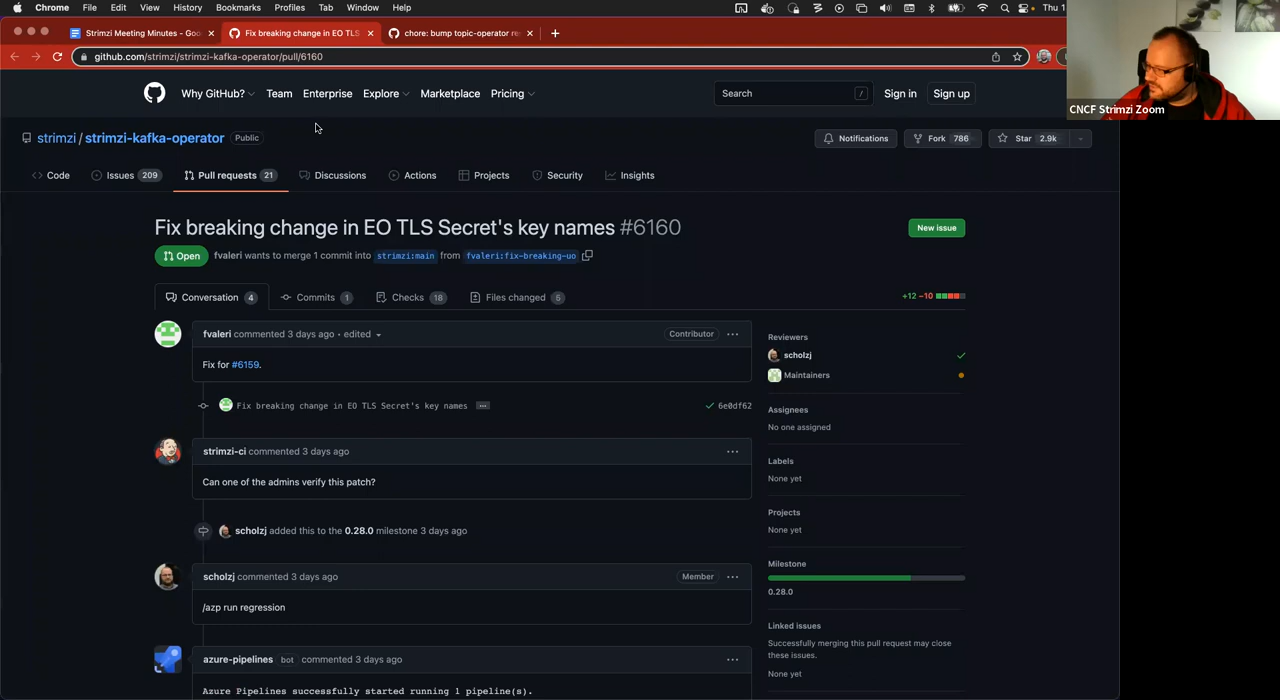 Chrome File Edit View History Bookmarks Profiles Tab Window Help Thu 1
Strimzi Meeting Minutes - Goo
Fix breaking change in EO TLS
chore: bump topic-operator re
github.com/strimzi/strimzi-kafka-operator/pull/6160
CNCF Strimzi Zoom
Why GitHub? Team Enterprise Explore Marketplace Pricing Search / Sign in Sign up
strimzi / strimzi-kafka-operator Public Notifications Fork 786 Star 2.9k
Code Issues 209 Pull requests 21 Discussions Actions Projects Security Insights
Fix breaking change in EO TLS Secret's key names #6160 New issue
Open fvaleri wants to merge 1 commit into strimzi:main from fvaleri:fix-breaking-uo
Conversation 4 Commits 1 Checks 18 Files changed 6 +12 −10
fvaleri commented 3 days ago • edited Contributor ...
Fix for #6159.
Fix breaking change in EO TLS Secret's key names ... 6e0df62
strimzi-ci commented 3 days ago ...
Can one of the admins verify this patch?
scholzj added this to the 0.28.0 milestone 3 days ago
scholzj commented 3 days ago Member ...
/azp run regression
azure-pipelines bot commented 3 days ago ...
Azure Pipelines successfully started running 1 pipeline(s).
Reviewers
scholzj
Maintainers
Assignees
No one assigned
Labels
None yet
Projects
None yet
Milestone
0.28.0
Linked issues
Successfully merging this pull request may close
these issues.
None yet